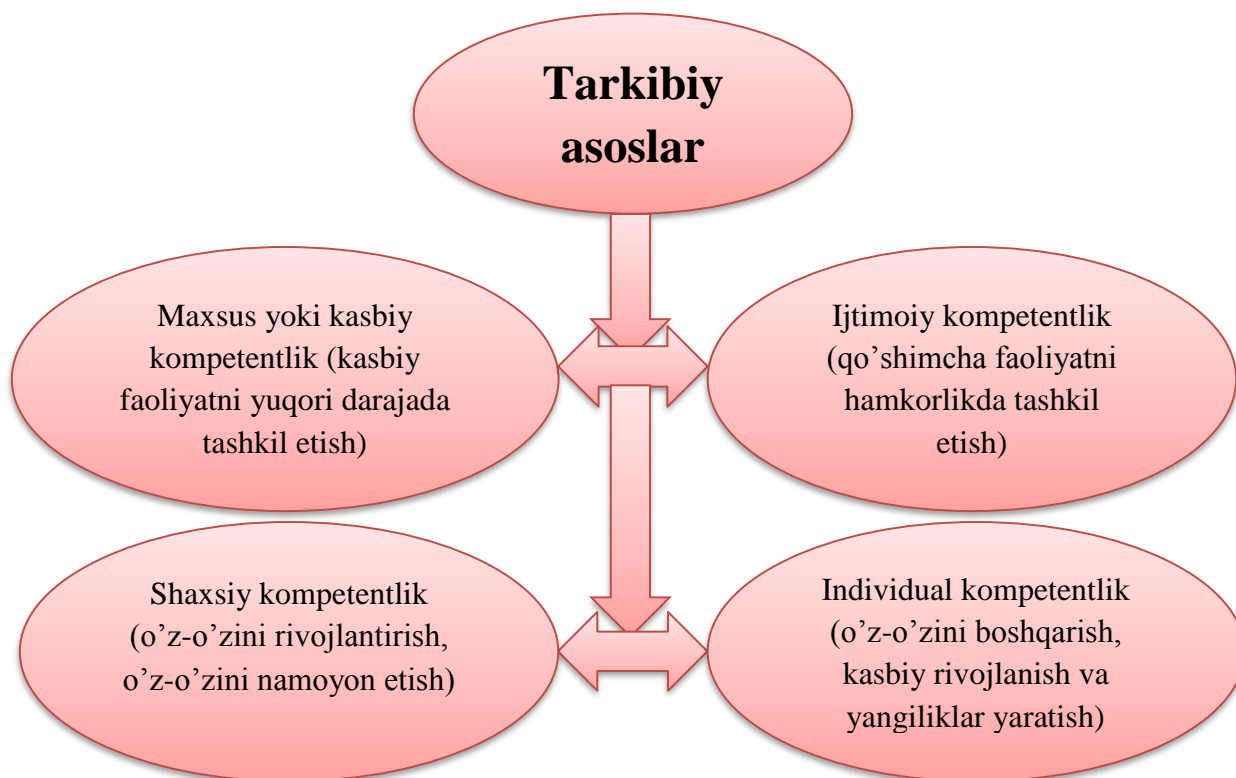 Tarkibiy
asoslar
Maxsus yoki kasbiy
kompetentlik (kasbiy
faoliyatni yuqori darajada
tashkil etish)
Ijtimoiy kompetentlik
(qo’shimcha faoliyatni
hamkorlikda tashkil
etish)
Shaxsiy kompetentlik
(o’z-o’zini rivojlantirish,
o’z-o’zini namoyon etish)
Individual kompetentlik
(o’z-o’zini boshqarish,
kasbiy rivojlanish va
yangiliklar yaratish)